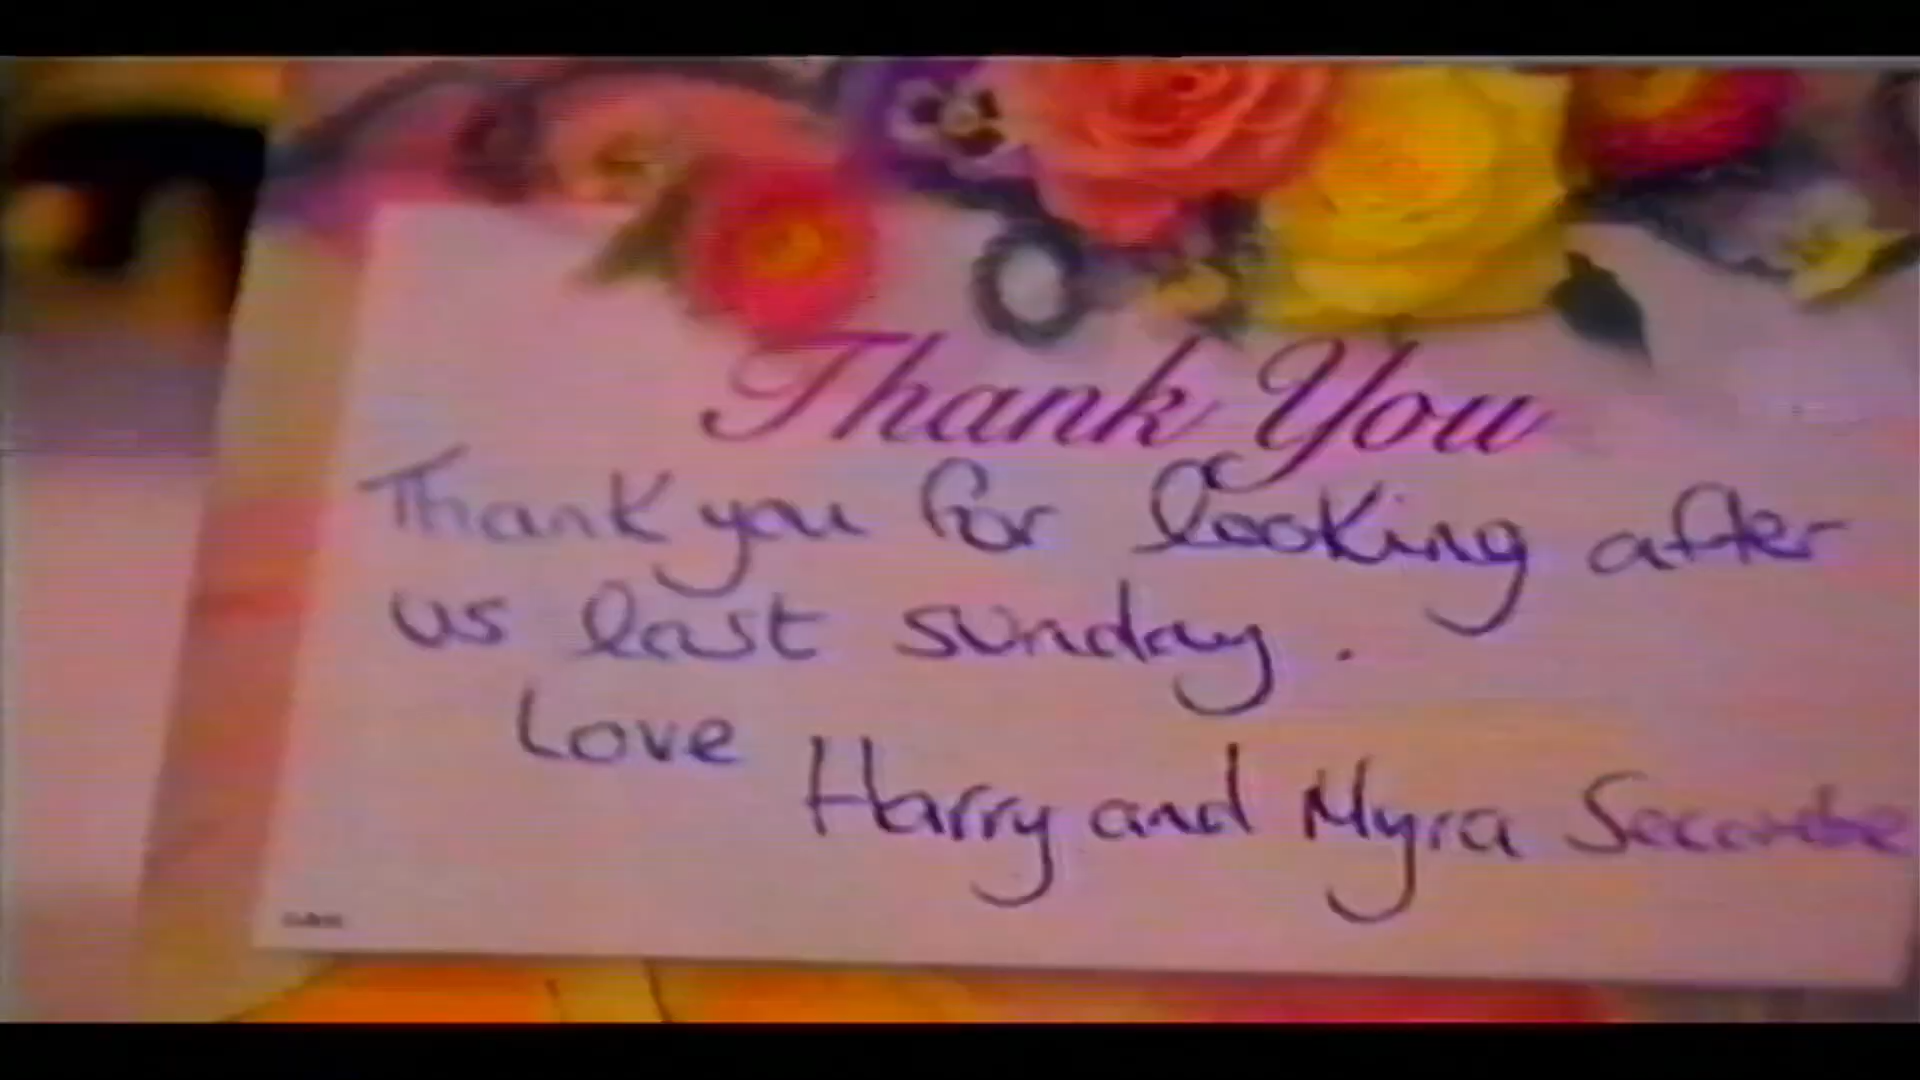 Thank You
Thank you for looking after
us last sunday.
Love
Harry and Myra Secombe